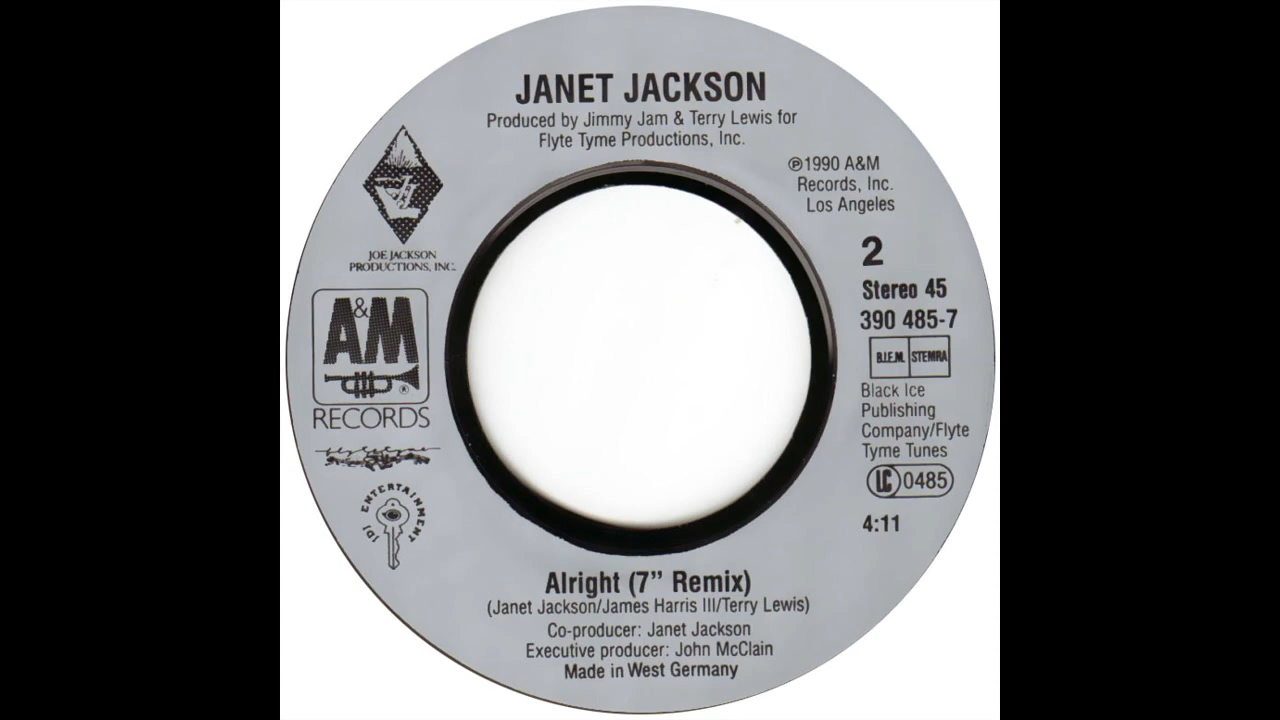 JANET JACKSON
Produced by Jimmy Jam & Terry Lewis for
Flyte Tyme Productions, Inc.
℗1990 A&M
Records, Inc.
Los Angeles
JOE JACKSON
PRODUCTIONS, INC.
2
Stereo 45
390 485-7
B.I.E.M. STEMRA
A&M
®
RECORDS
Black Ice
Publishing
Company/Flyte
Tyme Tunes
LC 0485
JDJ ENTERTAINMENT
4:11
Alright (7” Remix)
(Janet Jackson/James Harris III/Terry Lewis)
Co-producer: Janet Jackson
Executive producer: John McClain
Made in West Germany